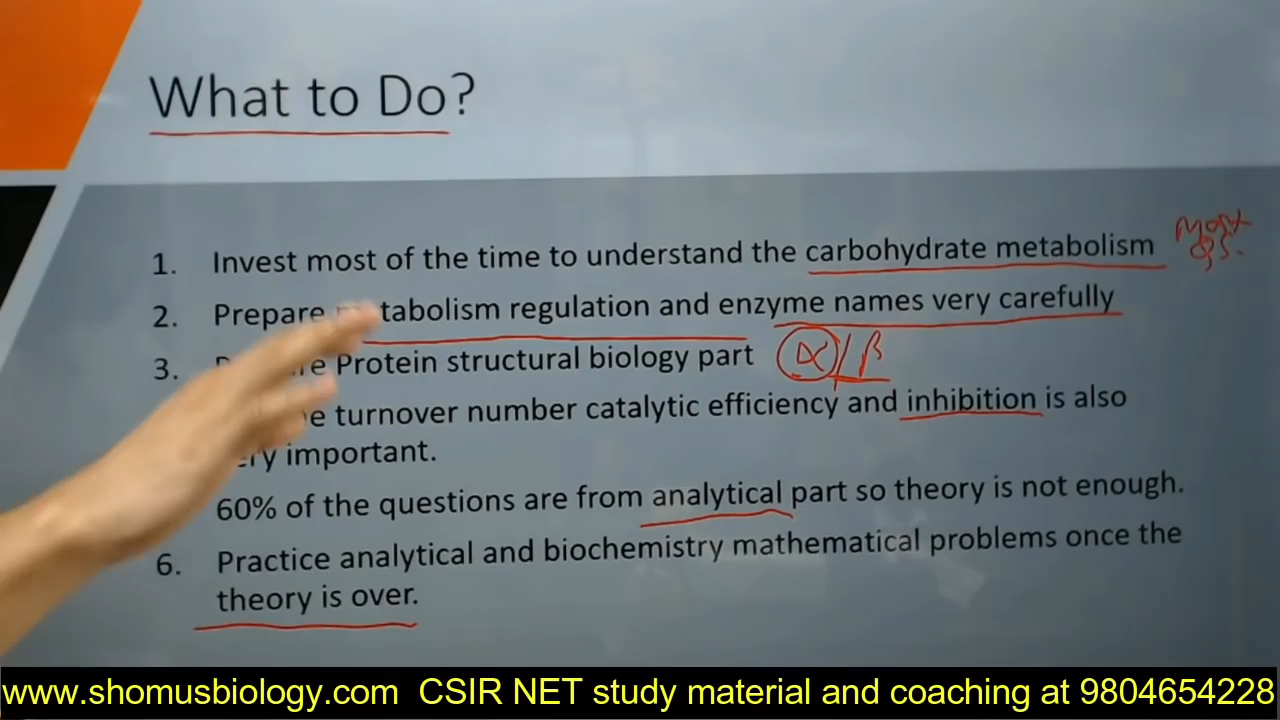 What to Do?
1. Invest most of the time to understand the carbohydrate metabolism Most Qs.
2. Prepare metabolism regulation and enzyme names very carefully
3. Protein structural biology part α/β
turnover number catalytic efficiency and inhibition is also
important.
60% of the questions are from analytical part so theory is not enough.
6. Practice analytical and biochemistry mathematical problems once the
theory is over.
www.shomusbiology.com CSIR NET study material and coaching at 9804654228